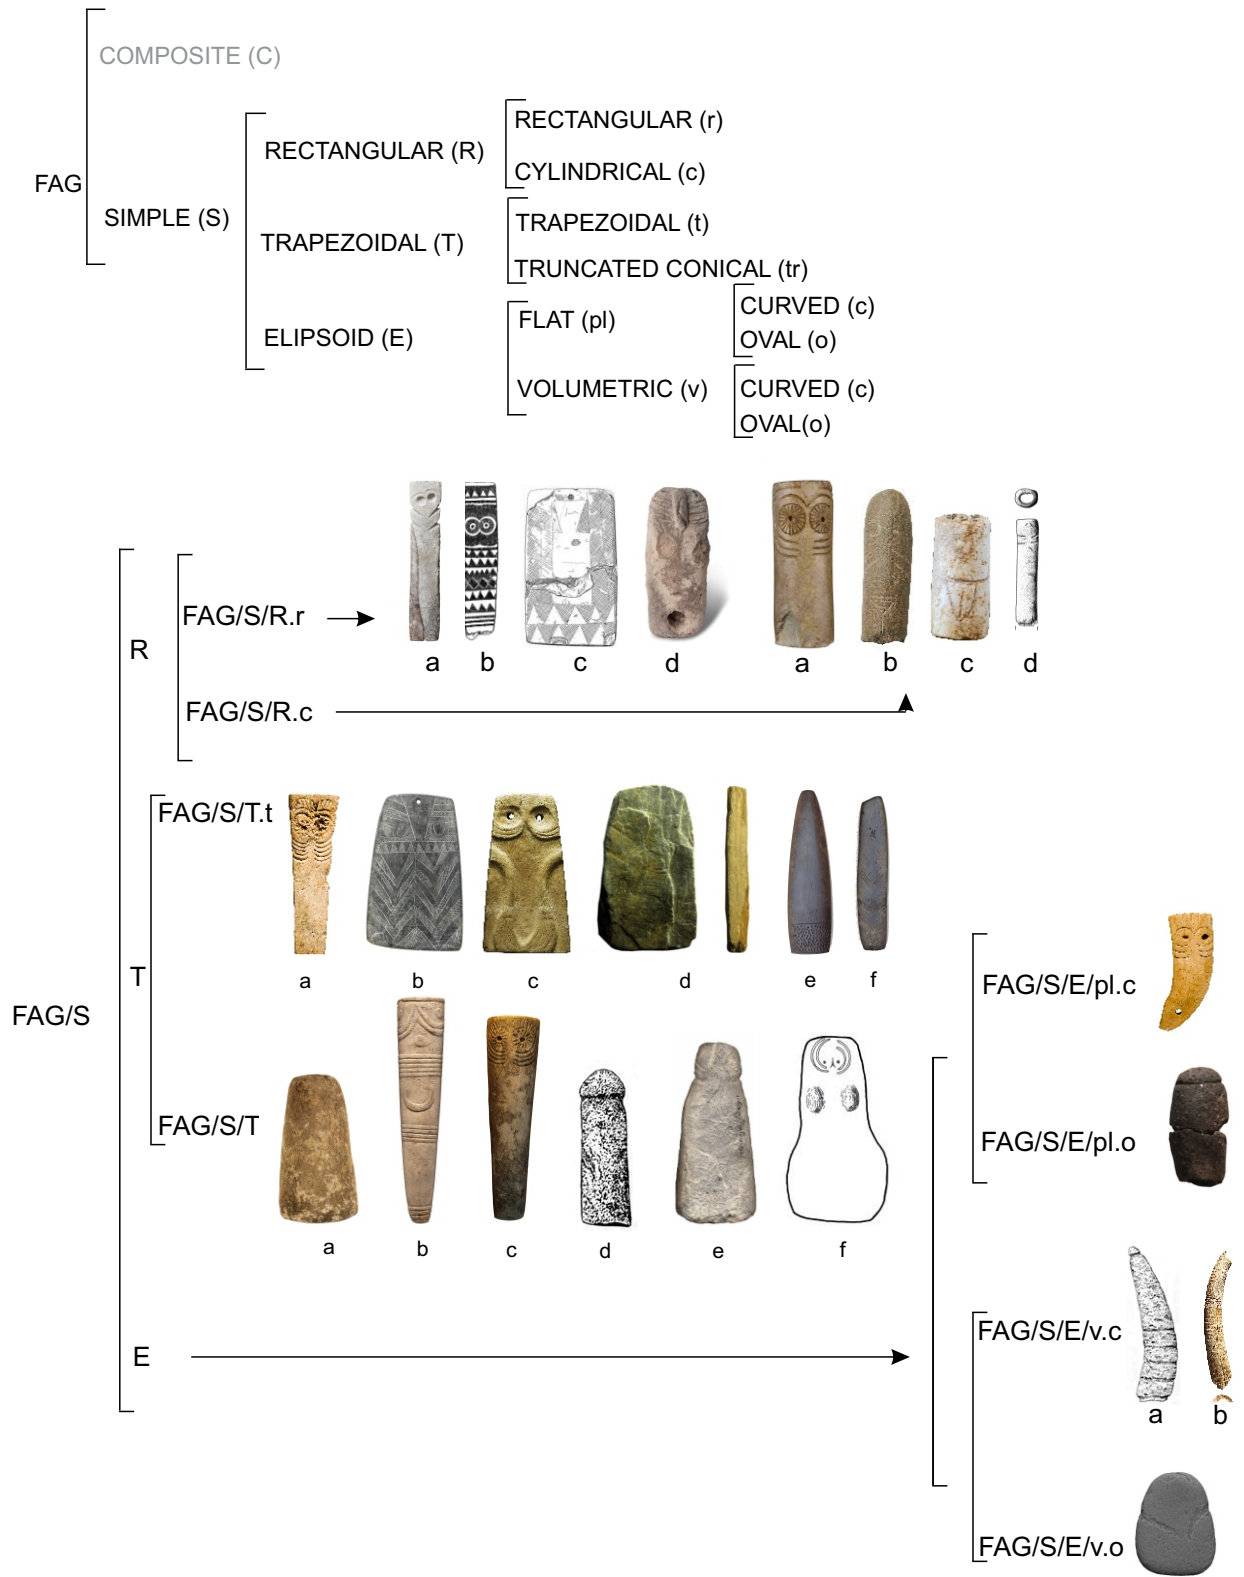 COMPOSITE (C)
RECTANGULAR (r)
RECTANGULAR (R)
CYLINDRICAL (c)
FAG
SIMPLE (S)
TRAPEZOIDAL (t)
TRAPEZOIDAL (T)
TRUNCATED CONICAL (tr)
CURVED (c)
FLAT (pl)
ELIPSOID (E)
OVAL (o)
VOLUMETRIC (v)
CURVED (c)
OVAL(o)
FAG/S/R.r
R
a b c d a b c d
FAG/S/R.c
FAG/S/T.t
a b c d e f
T
FAG/S/E/pl.c
FAG/S
FAG/S/T
FAG/S/E/pl.o
a b c d e f
FAG/S/E/v.c
E
a b
FAG/S/E/v.o